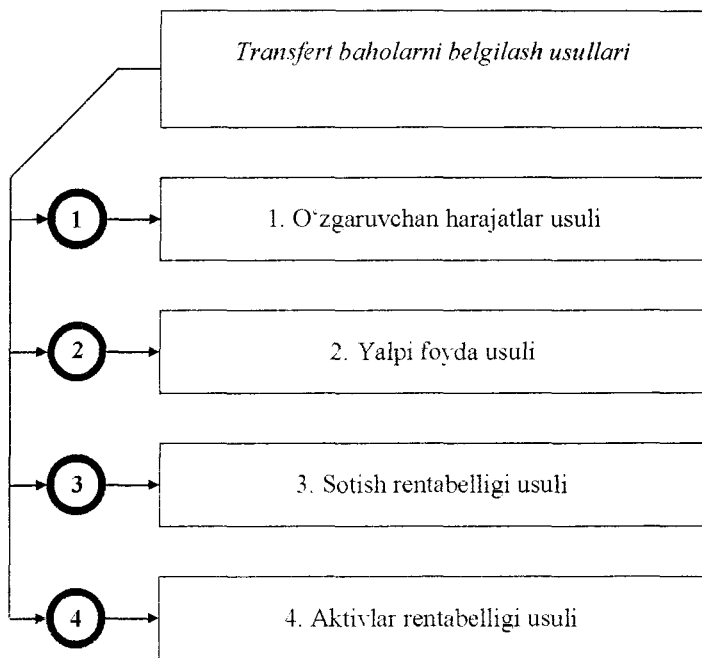 Transfert baholarni belgilash usullari
1
1. O‘zgaruvchan harajatlar usuli
2
2. Yalpi foyda usuli
3
3. Sotish rentabelligi usuli
4
4. Aktivlar rentabelligi usuli